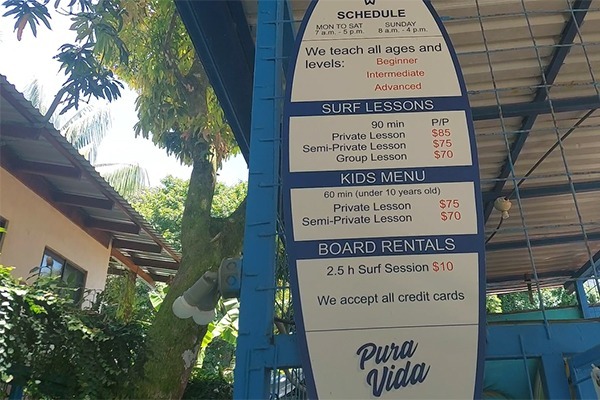 SCHEDULE
MON TO SAT SUNDAY
7 a.m. - 5 p.m. 8 a.m. - 4 p.m.
We teach all ages and
levels: Beginner
Intermediate
Advanced
SURF LESSONS
90 min P/P
Private Lesson $85
Semi-Private Lesson $75
Group Lesson $70
KIDS MENU
60 min (under 10 years old)
Private Lesson $75
Semi-Private Lesson $70
BOARD RENTALS
2.5 h Surf Session $10
We accept all credit cards
Pura
Vida